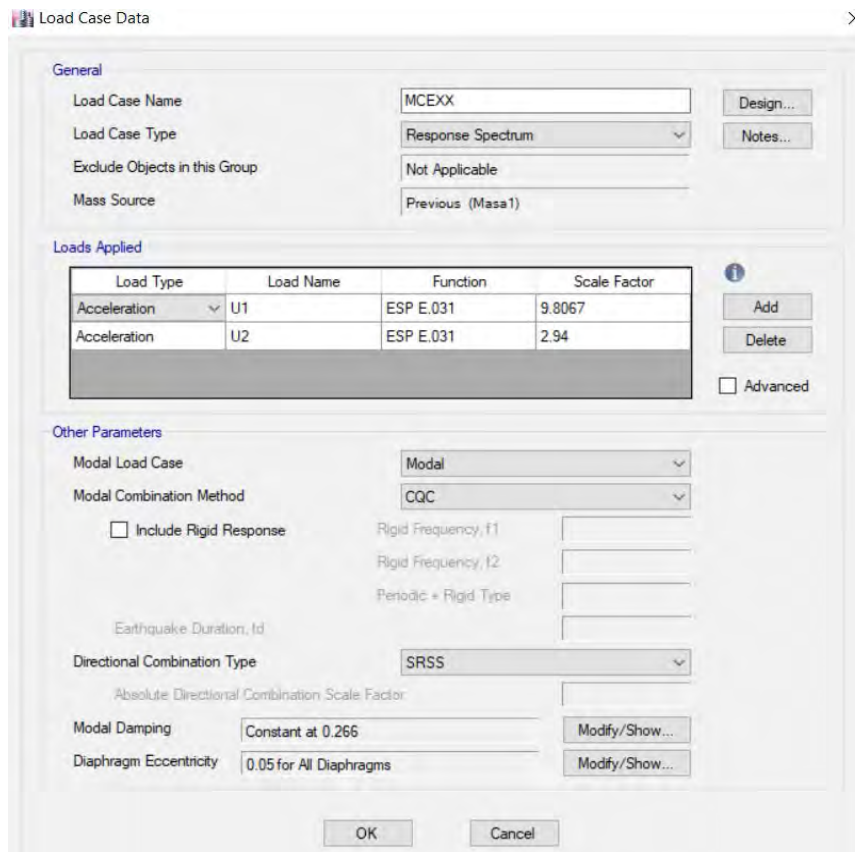 Load Case Data
General
Load Case Name MCEXX Design...
Load Case Type Response Spectrum Notes...
Exclude Objects in this Group Not Applicable
Mass Source Previous (Masa1)
Loads Applied
Load Type Load Name Function Scale Factor
Acceleration U1 ESP E.031 9.8067 Add
Acceleration U2 ESP E.031 2.94 Delete
Advanced
Other Parameters
Modal Load Case Modal
Modal Combination Method CQC
Include Rigid Response Rigid Frequency, f1
Rigid Frequency, f2
Periodic + Rigid Type
Earthquake Duration, td
Directional Combination Type SRSS
Absolute Directional Combination Scale Factor
Modal Damping Constant at 0.266 Modify/Show...
Diaphragm Eccentricity 0.05 for All Diaphragms Modify/Show...
OK Cancel